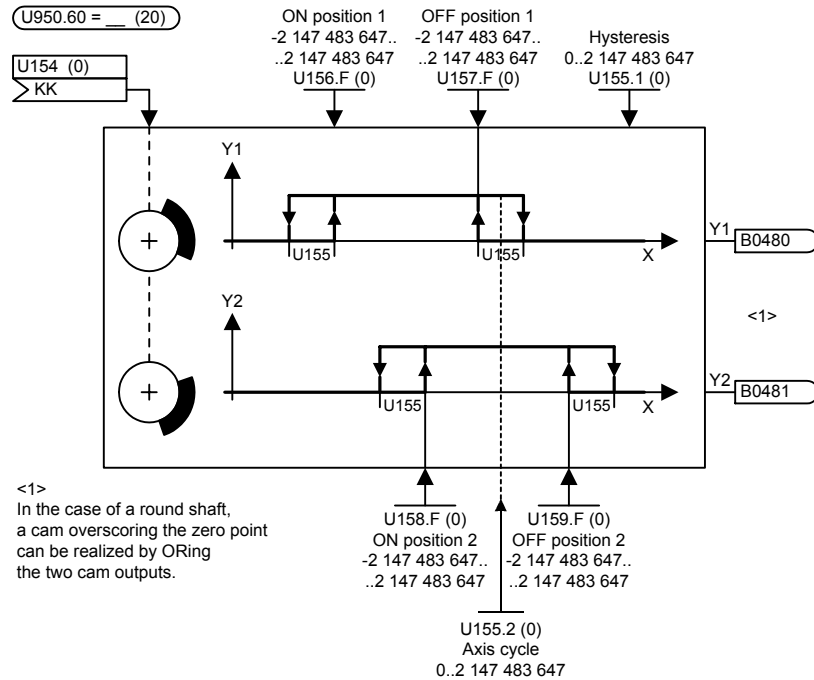 U950.60 = __ (20)
U154 (0)
KK
ON position 1
-2 147 483 647..
..2 147 483 647
U156.F (0)
OFF position 1
-2 147 483 647..
..2 147 483 647
U157.F (0)
Hysteresis
0..2 147 483 647
U155.1 (0)
Y1
U155
U155
X
Y1
B0480
<1>
Y2
U155
U155
X
Y2
B0481
<1>
In the case of a round shaft,
a cam overscoring the zero point
can be realized by ORing
the two cam outputs.
U158.F (0)
ON position 2
-2 147 483 647..
..2 147 483 647
U159.F (0)
OFF position 2
-2 147 483 647..
..2 147 483 647
U155.2 (0)
Axis cycle
0..2 147 483 647